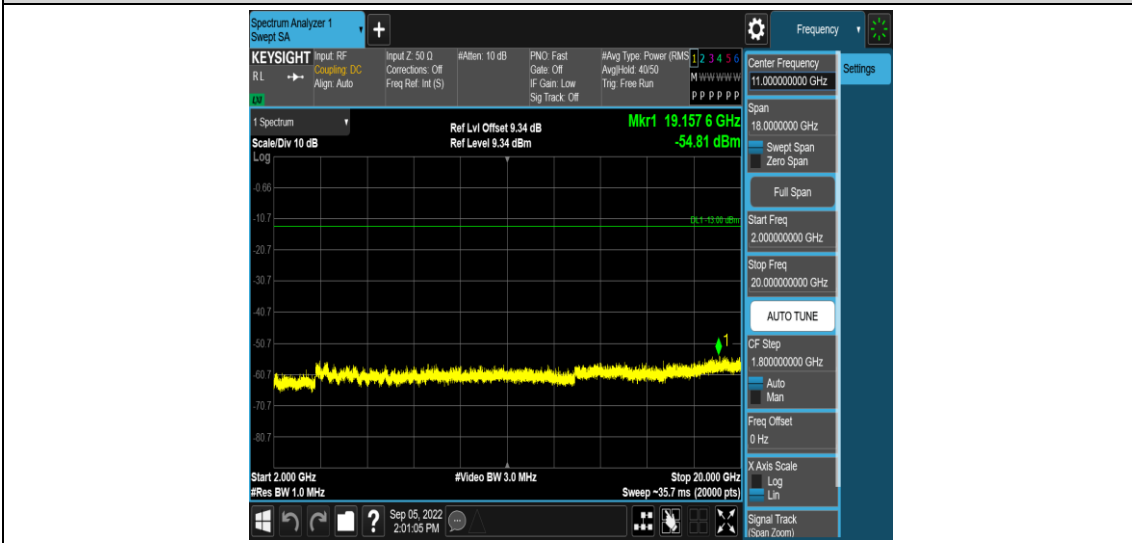 Spectrum Analyzer 1
Swept SA
+
Frequency
KEYSIGHT
RL
LXI
Input: RF
Coupling: DC
Align: Auto
Input Z: 50 Ω
Corrections: Off
Freq Ref: Int (S)
#Atten: 10 dB
PNO: Fast
Gate: Off
IF Gain: Low
Sig Track: Off
#Avg Type: Power (RMS
Avg|Hold: 40/50
Trig: Free Run
1 2 3 4 5 6
M W W W W W
P P P P P P
1 Spectrum
Scale/Div 10 dB
Log
Ref Lvl Offset 9.34 dB
Ref Level 9.34 dBm
Mkr1 19.157 6 GHz
-54.81 dBm
-0.66
-10.7
DL1 -13.00 dBm
-20.7
-30.7
-40.7
-50.7
1
-60.7
-70.7
-80.7
Start 2.000 GHz
#Res BW 1.0 MHz
#Video BW 3.0 MHz
Stop 20.000 GHz
Sweep ~35.7 ms (20000 pts)
Sep 05, 2022
2:01:05 PM
?
Center Frequency
11.000000000 GHz
Settings
Span
18.0000000 GHz
Swept Span
Zero Span
Full Span
Start Freq
2.000000000 GHz
Stop Freq
20.000000000 GHz
AUTO TUNE
CF Step
1.800000000 GHz
Auto
Man
Freq Offset
0 Hz
X Axis Scale
Log
Lin
Signal Track
(Span Zoom)